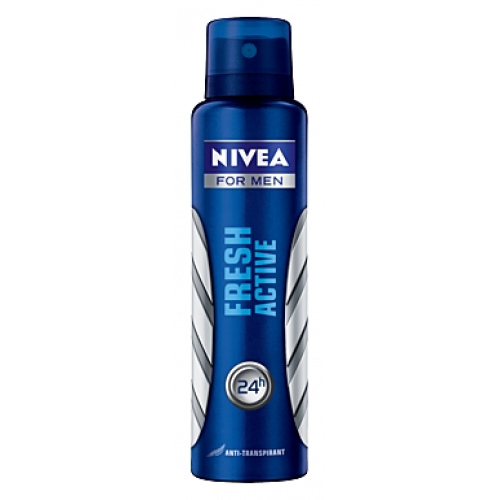 NIVEA
FOR MEN
FRESH
ACTIVE
24h
ANTI-TRANSPIRANT